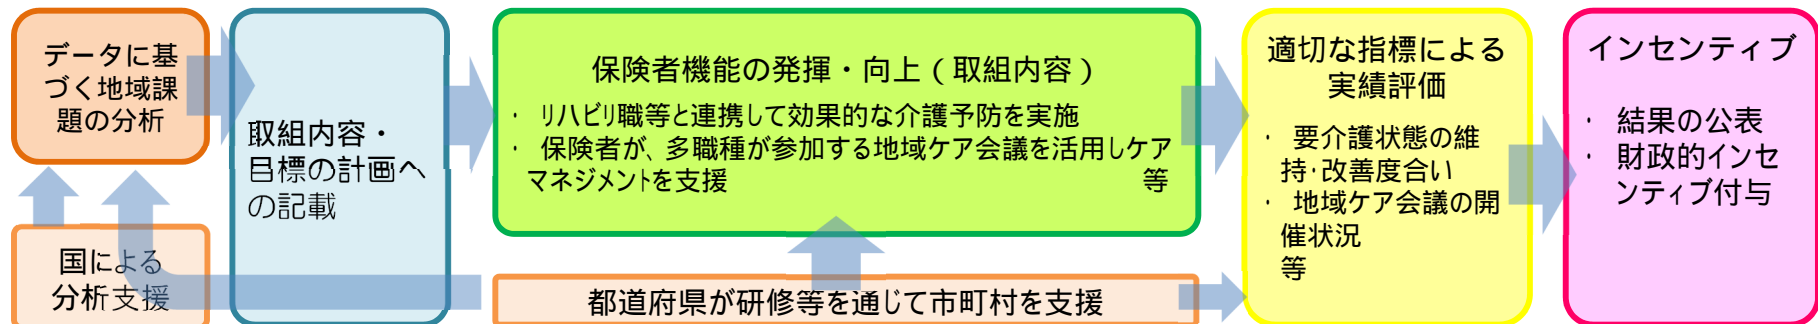 データに基
づく地域課
題の分析
国による
分析支援
取組内容・
目標の計画へ
の記載
保険者機能の発揮・向上(取組内容)
・ リハビリ職等と連携して効果的な介護予防を実施
・ 保険者が、多職種が参加する地域ケア会議を活用しケア
マネジメントを支援 等
都道府県が研修等を通じて市町村を支援
適切な指標による
実績評価
・ 要介護状態の維
持・改善度合い
・ 地域ケア会議の開
催状況
等
インセンティブ
・ 結果の公表
・ 財政的インセ
ンティブ付与